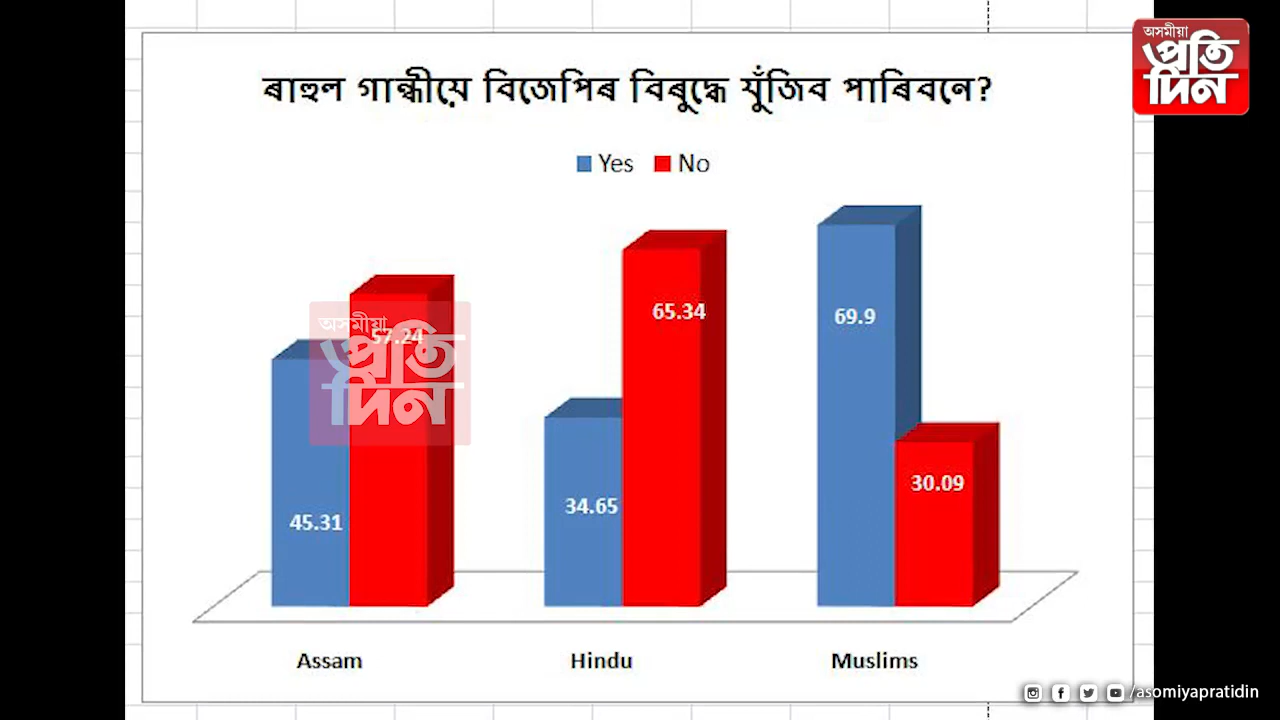 অসমীয়া
প্ৰতি
দিন
ৰাহুল গান্ধীয়ে বিজেপিৰ বিৰুদ্ধে যুঁজিব পাৰিবনে?
Yes No
অসমীয়া
প্ৰতি
দিন
57.24
65.34
69.9
45.31
34.65
30.09
Assam Hindu Muslims
/asomiyapratidin